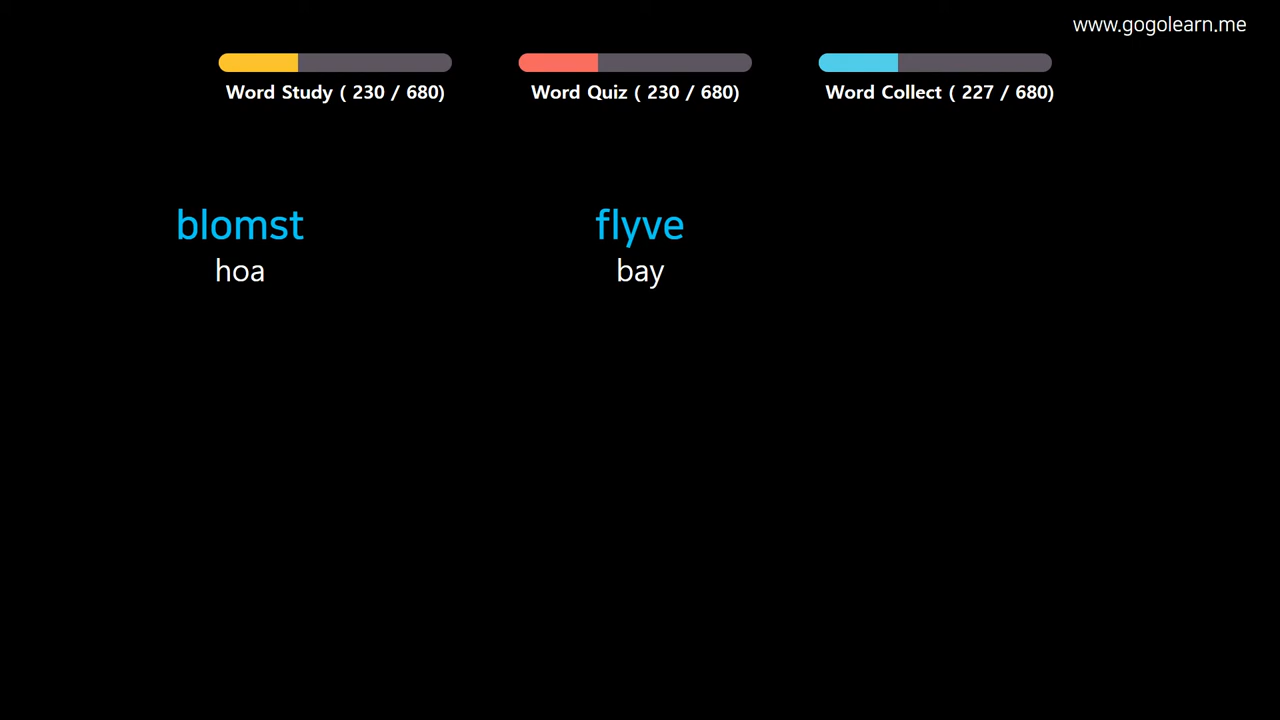 www.gogolearn.me
Word Study ( 230 / 680)
Word Quiz ( 230 / 680)
Word Collect ( 227 / 680)
blomst
hoa
flyve
bay